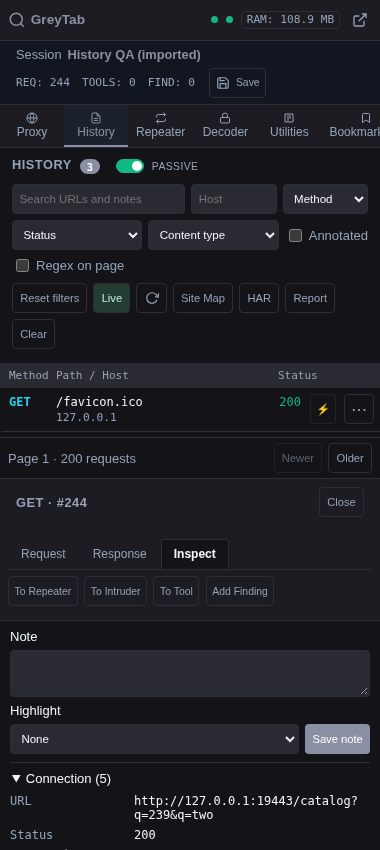 GreyTab
RAM: 108.9 MB
Session History QA (imported)
REQ: 244 TOOLS: 0 FIND: 0 Save
Proxy History Repeater Decoder Utilities Bookmark
HISTORY 3 PASSIVE
Search URLs and notes Host Method
Status Content type Annotated
Regex on page
Reset filters Live Site Map HAR Report
Clear
Method Path / Host Status
GET /favicon.ico 200
127.0.0.1
Page 1 · 200 requests Newer Older
GET · #244 Close
Request Response Inspect
To Repeater To Intruder To Tool Add Finding
Note
Highlight
None Save note
Connection (5)
URL http://127.0.0.1:19443/catalog?
q=239&q=two
Status 200